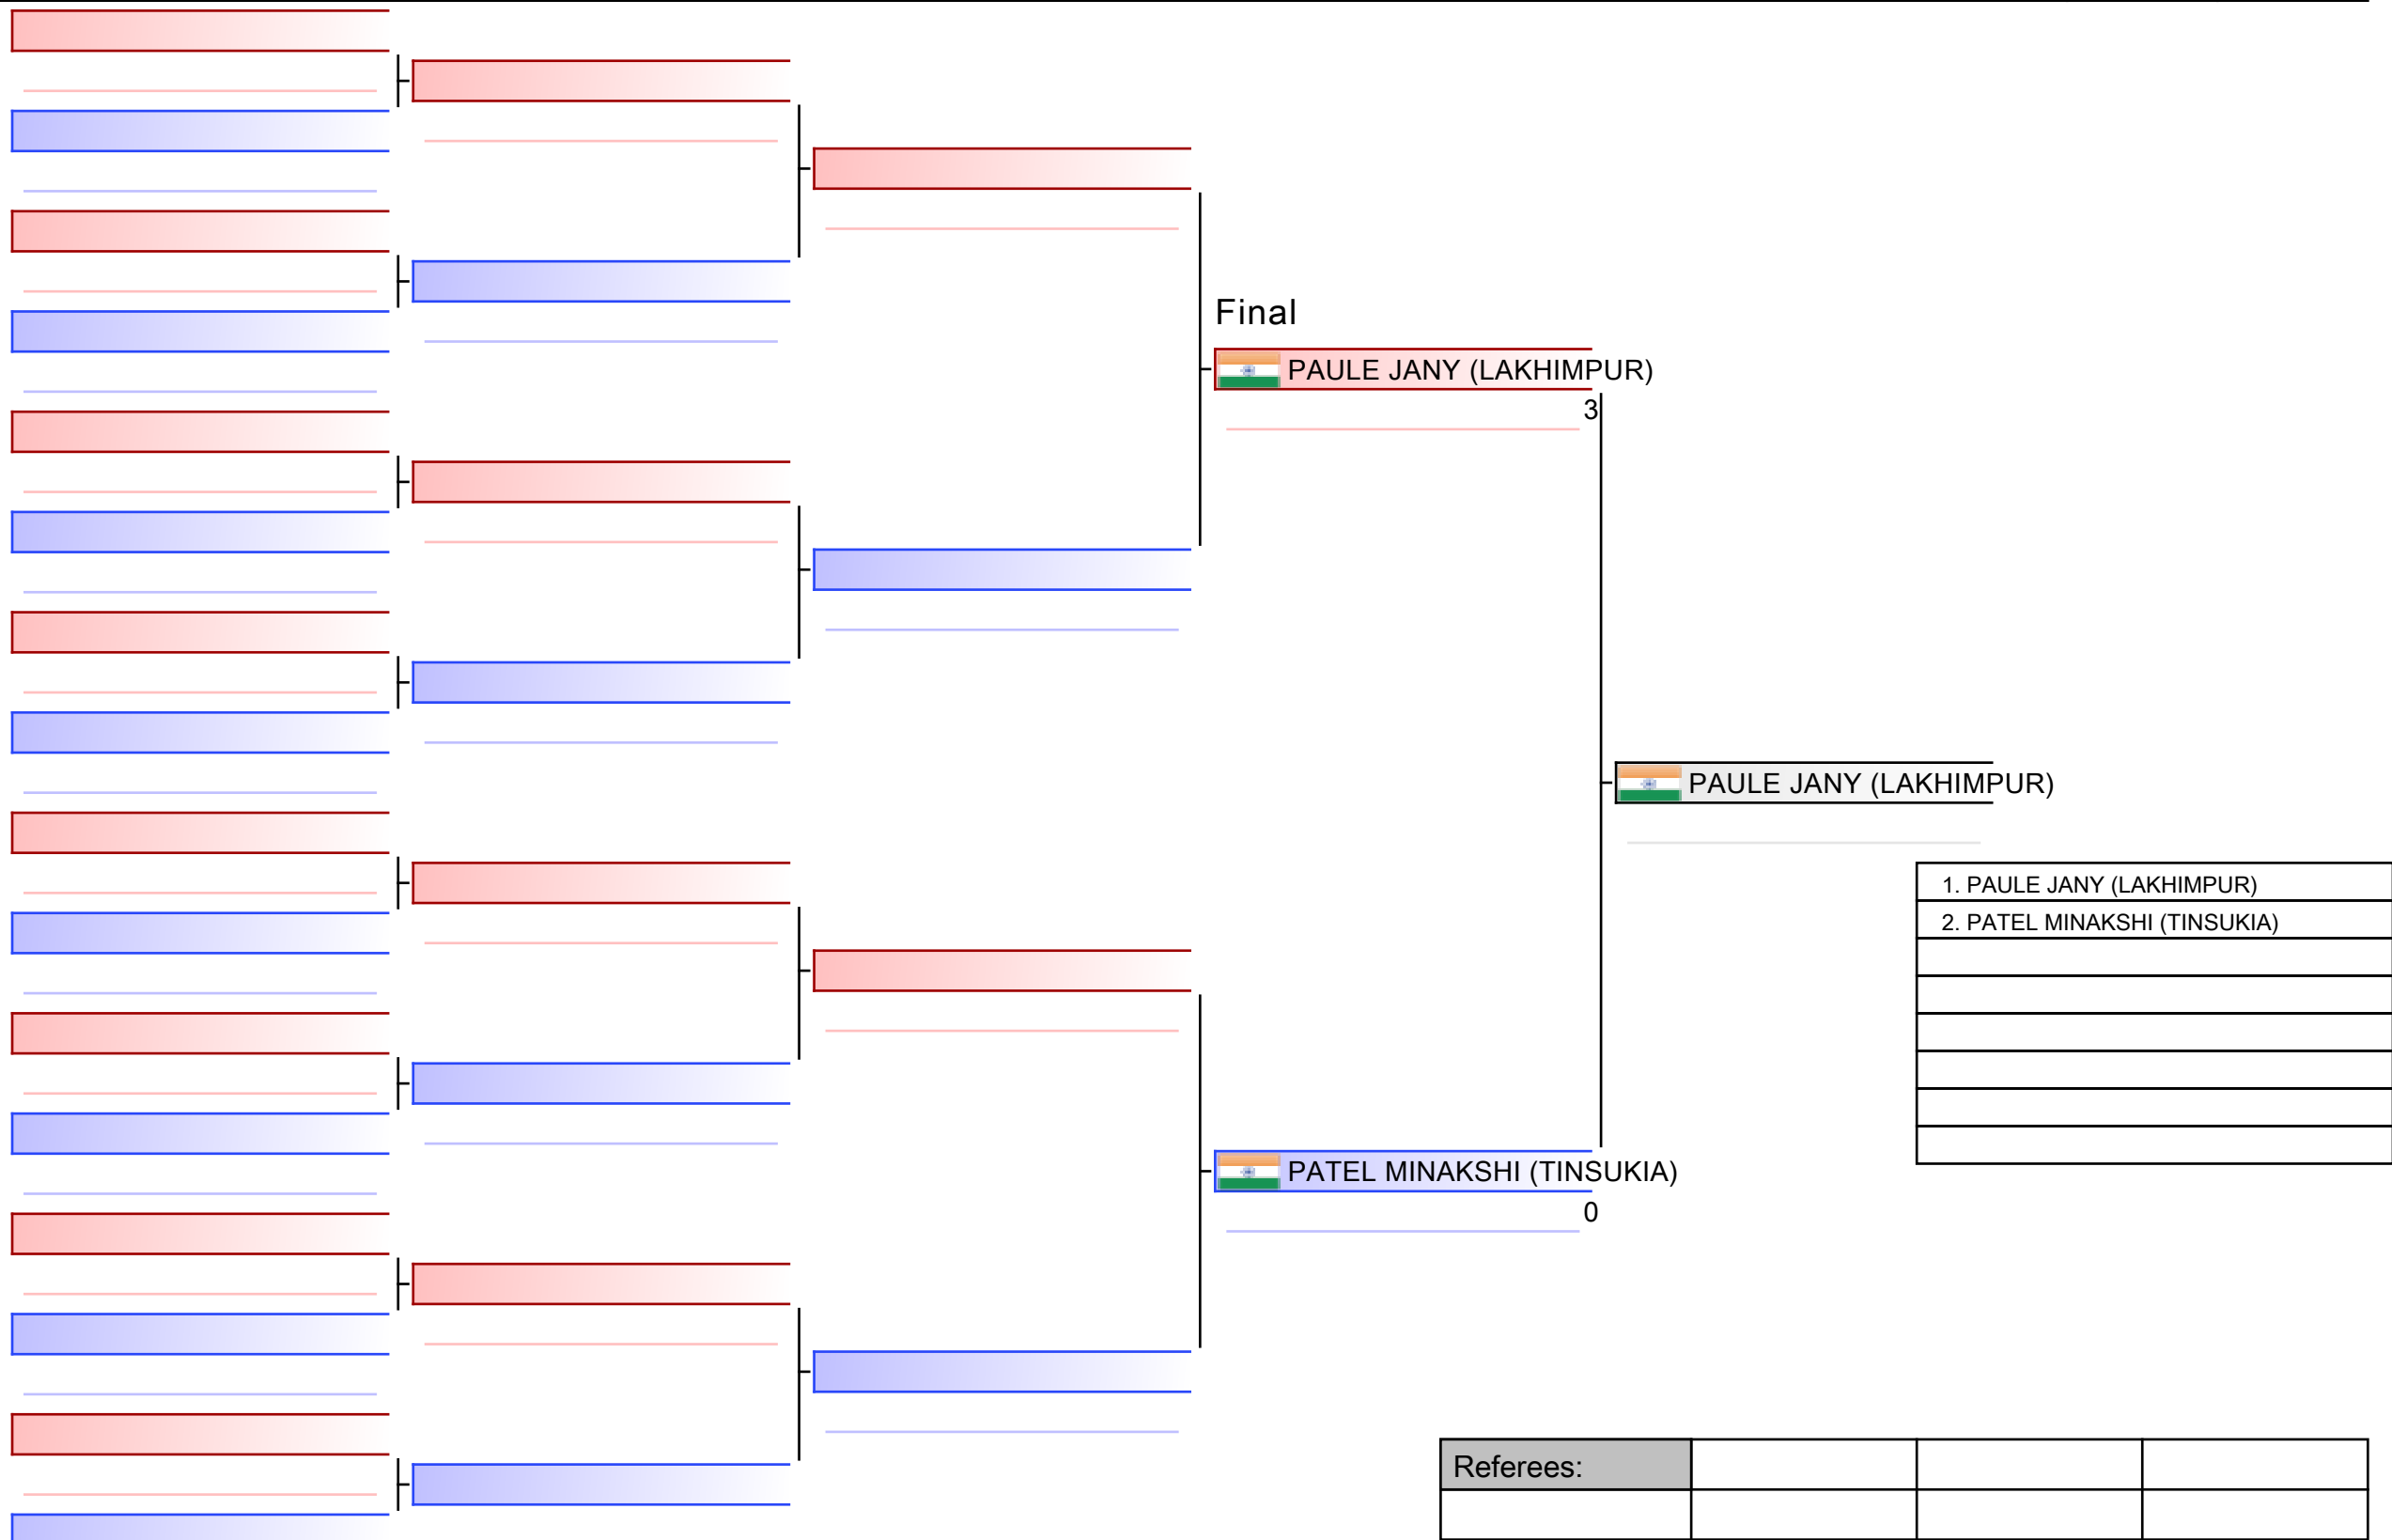 Final
PAULE JANY (LAKHIMPUR)
3
PAULE JANY (LAKHIMPUR)
1. PAULE JANY (LAKHIMPUR)
2. PATEL MINAKSHI (TINSUKIA)
PATEL MINAKSHI (TINSUKIA)
0
Referees: